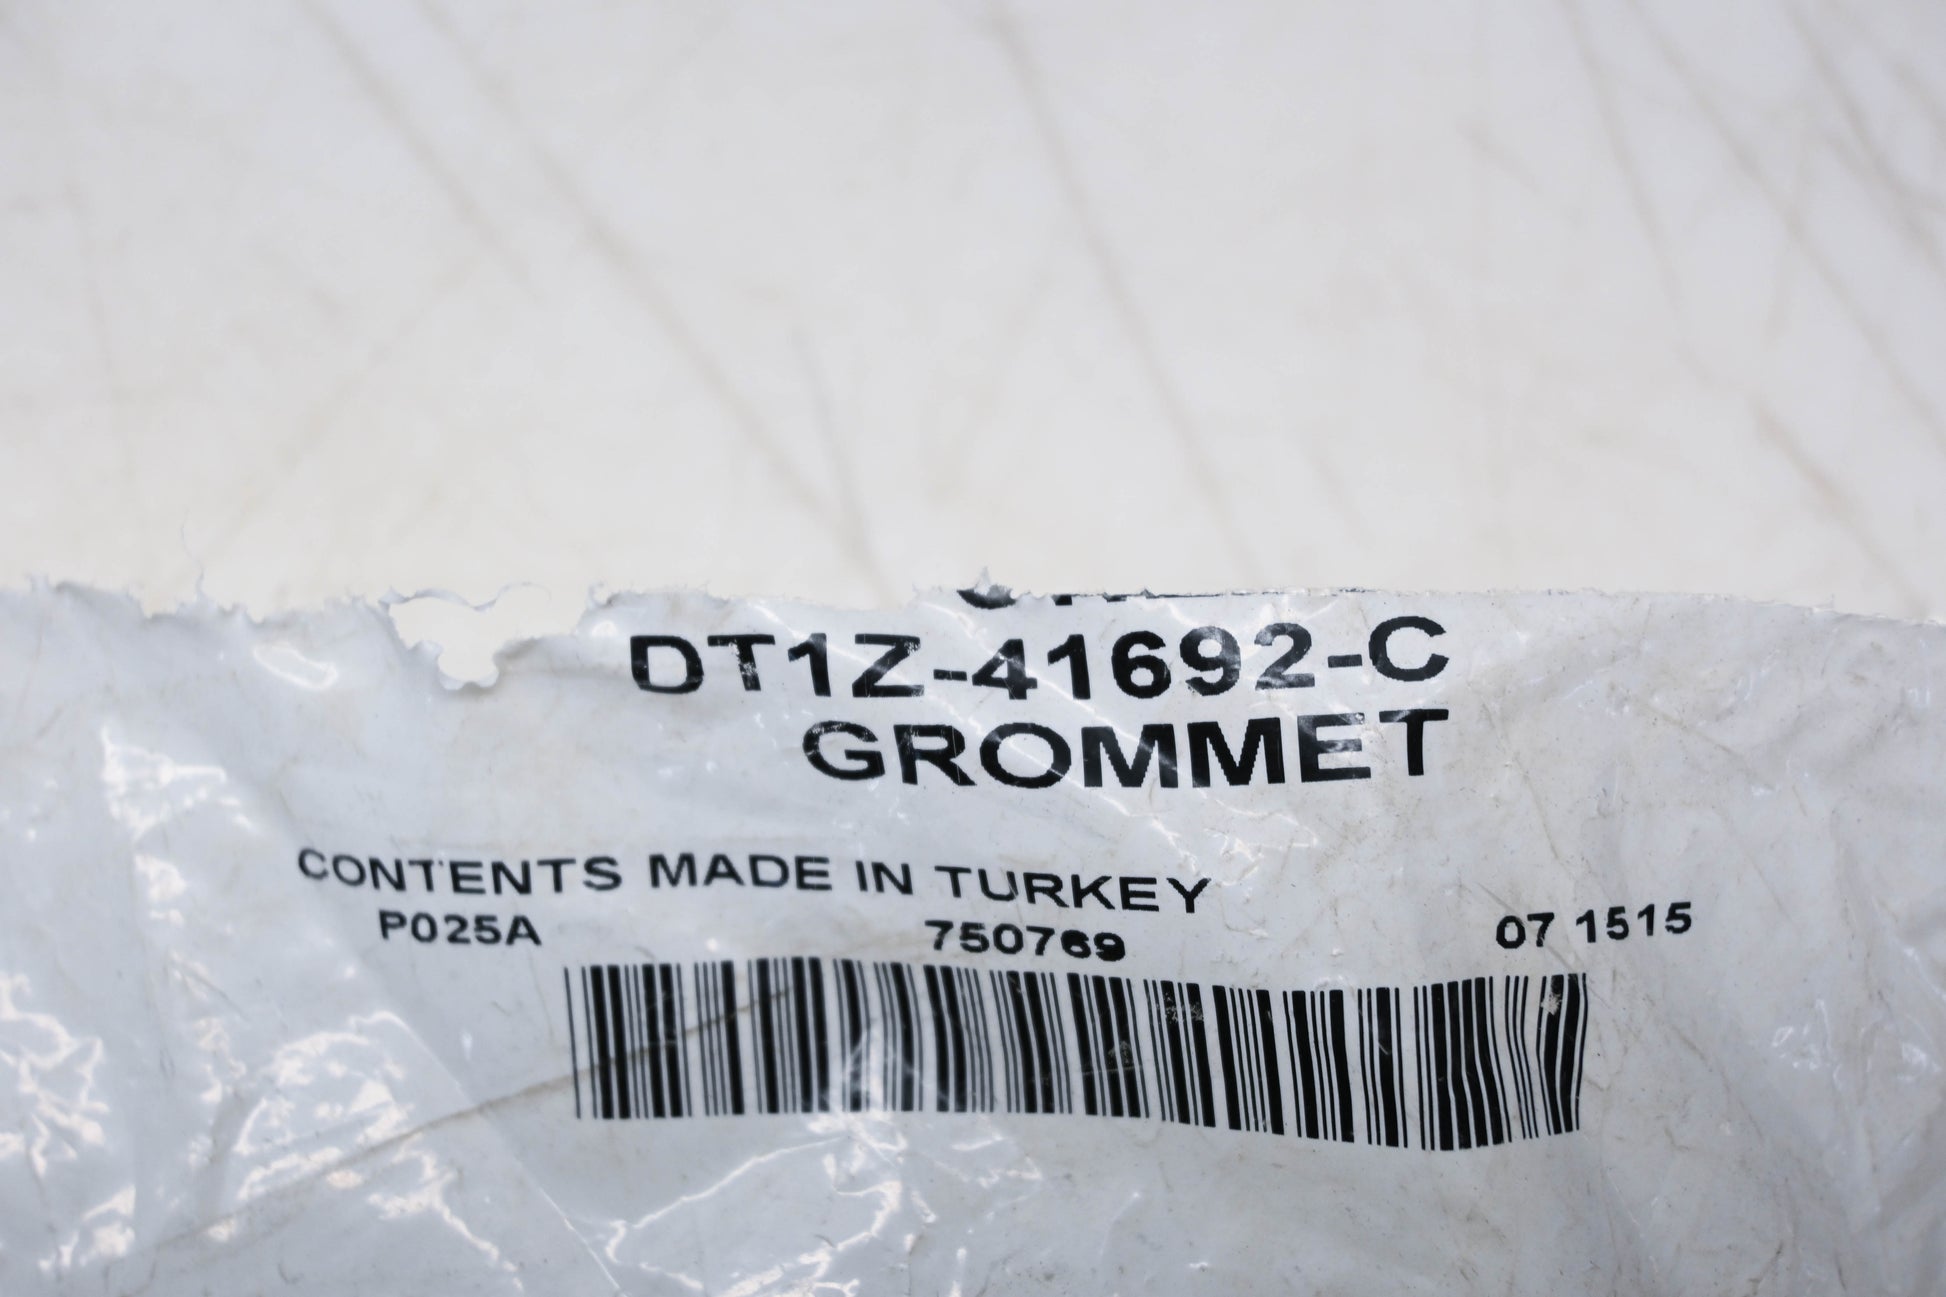 DT1Z-41692-C
GROMMET
CONTENTS MADE IN TURKEY
P025A 750769 07 1515